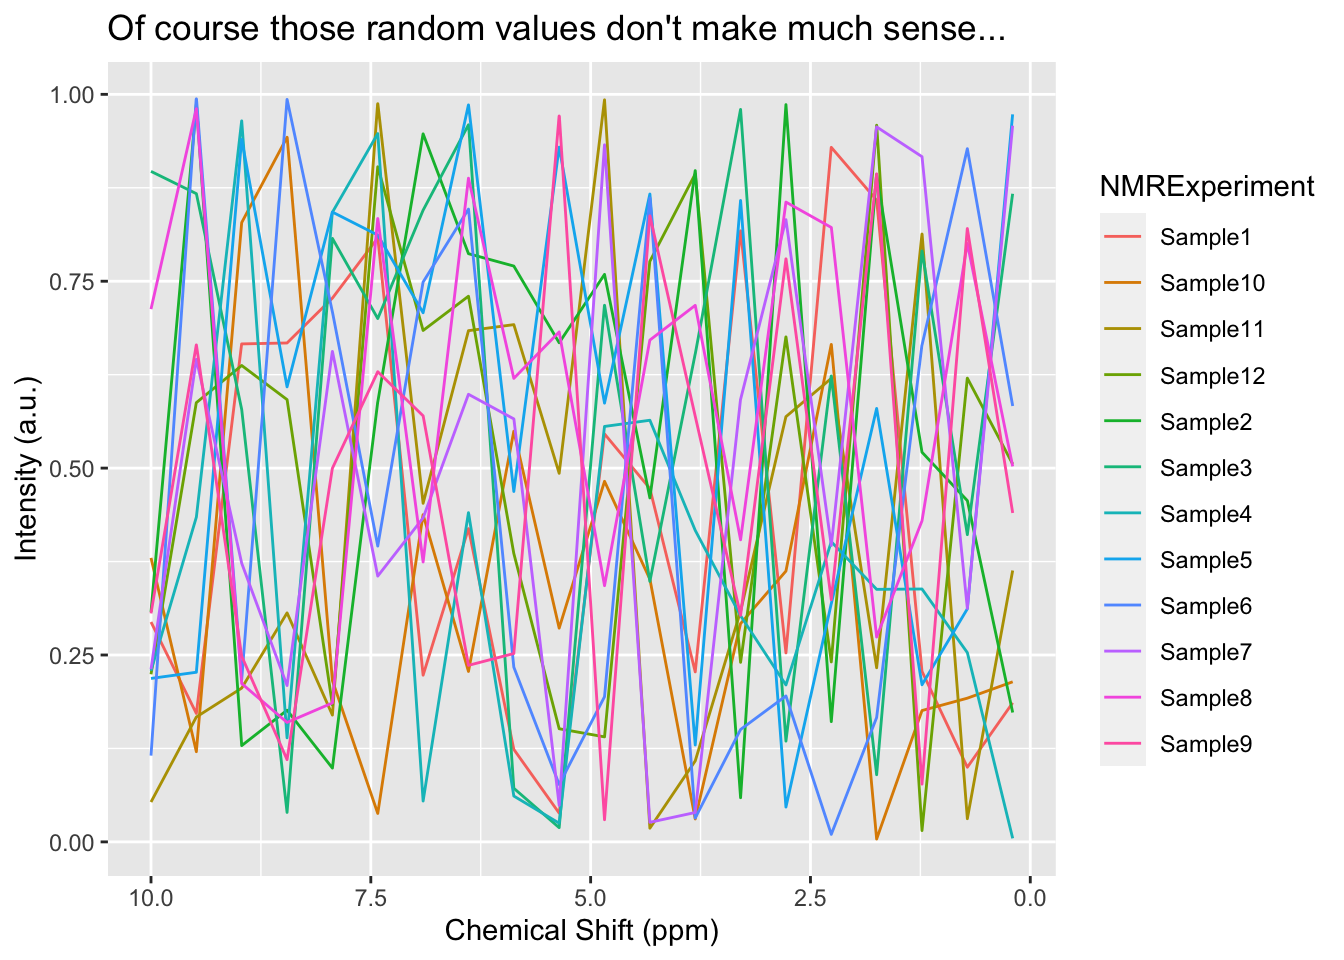 Of course those random values don't make much sense...
1.00
0.75
0.50
0.25
0.00
Intensity (a.u.)
10.0 7.5 5.0 2.5 0.0
Chemical Shift (ppm)
NMRExperiment
Sample1
Sample10
Sample11
Sample12
Sample2
Sample3
Sample4
Sample5
Sample6
Sample7
Sample8
Sample9